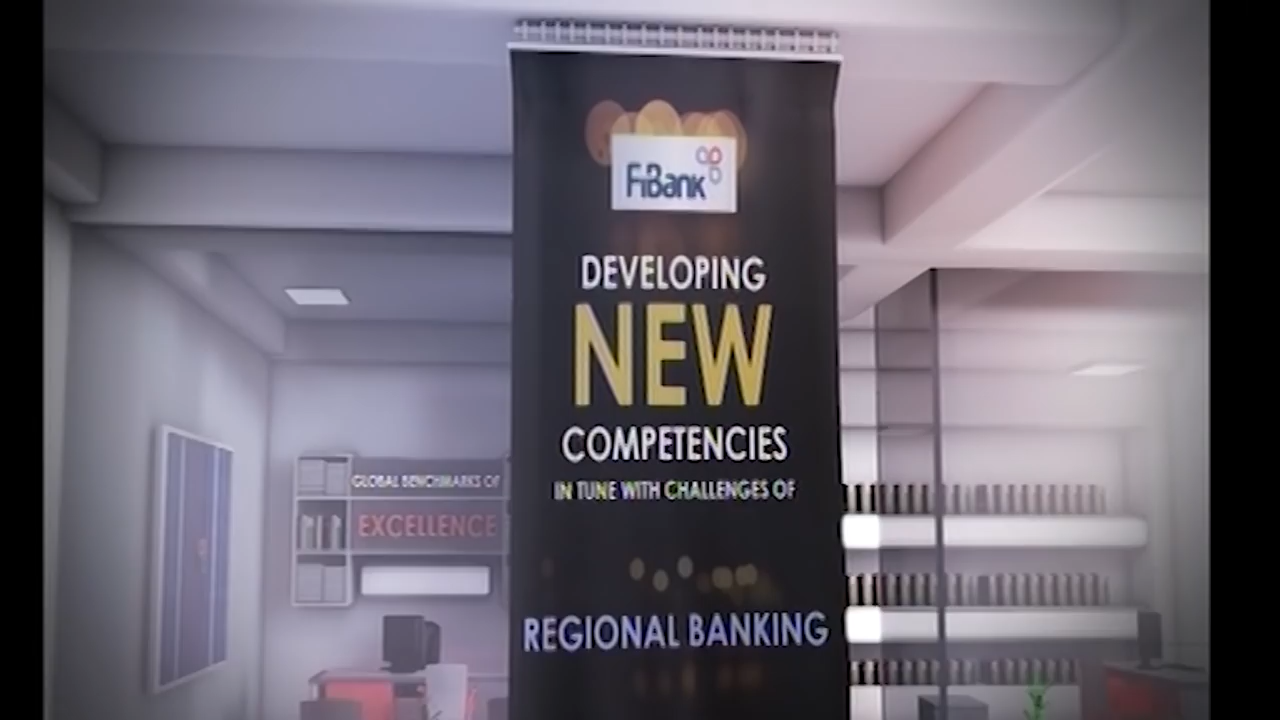 FiBank
DEVELOPING
NEW
COMPETENCIES
IN TUNE WITH CHALLENGES OF
REGIONAL BANKING
GLOBAL BENCHMARKS OF
EXCELLENCE